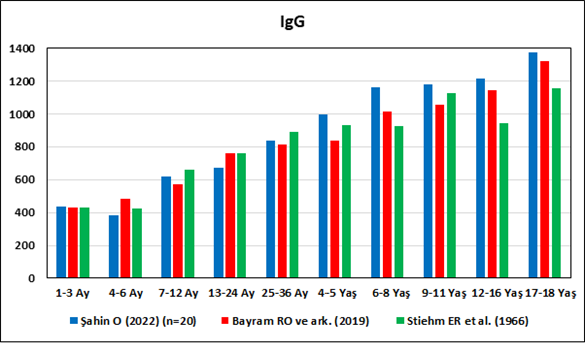 IgG
1400
1200
1000
800
600
400
200
0
1-3 Ay 4-6 Ay 7-12 Ay 13-24 Ay 25-36 Ay 4-5 Yaş 6-8 Yaş 9-11 Yaş 12-16 Yaş 17-18 Yaş
Şahin O (2022) (n=20) Bayram RO ve ark. (2019) Stiehm ER et al. (1966)